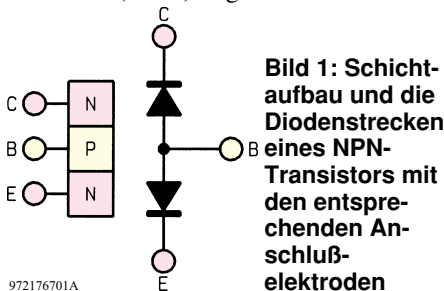 C
C
N
B
P
B
E
N
E
Bild 1: Schicht-
aufbau und die
Diodenstrecken
eines NPN-
Transistors mit
den entspre-
chenden An-
schluß-
elektroden
972176701A